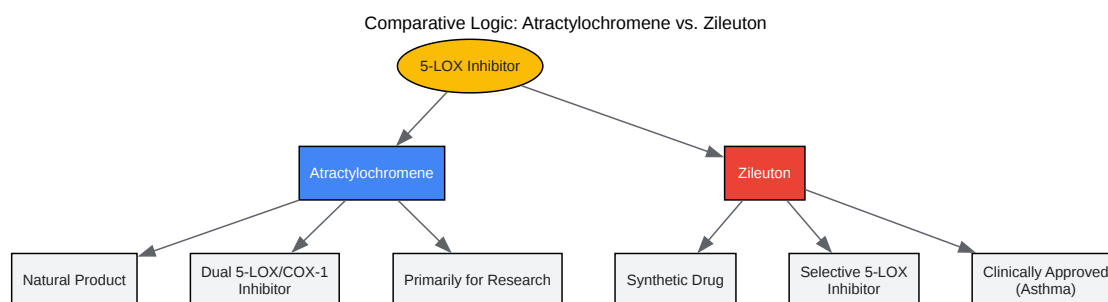 Comparative Logic: Atractylochromene vs. Zileuton
5-LOX Inhibitor
Atractylochromene
Zileuton
Natural Product
Dual 5-LOX/COX-1
Inhibitor
Primarily for Research
Synthetic Drug
Selective 5-LOX
Inhibitor
Clinically Approved
(Asthma)